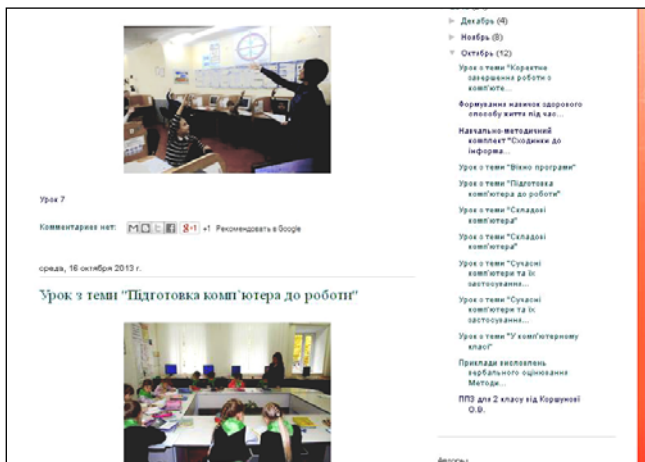 Урок 7
Комментариев нет:
+1 Рекомендовать в Google
среда, 16 октября 2013 г.
Урок з теми "Підготовка комп'ютера до роботи"
► Декабрь (4)
► Ноябрь (8)
▼ Октябрь (12)
Урок з теми "Коректне
завершення роботи з
комп'юте...
Формування навичок здорового
способу життя під час...
Навчально-методичний
комплект "Сходинки до
інформа...
Урок з теми "Вікно програми"
Урок з теми "Підготовка
комп'ютера до роботи"
Урок з теми "Складові
комп'ютера"
Урок з теми "Складові
комп'ютера"
Урок з теми "Сучасні
комп'ютери та їх
застосування...
Урок з теми "Сучасні
комп'ютери та їх
застосування...
Урок з теми "У комп'ютерному
класі"
Приклади висловлень
вербального оцінювання
Методи...
ППЗ для 2 класу від Коршунової
О.В.